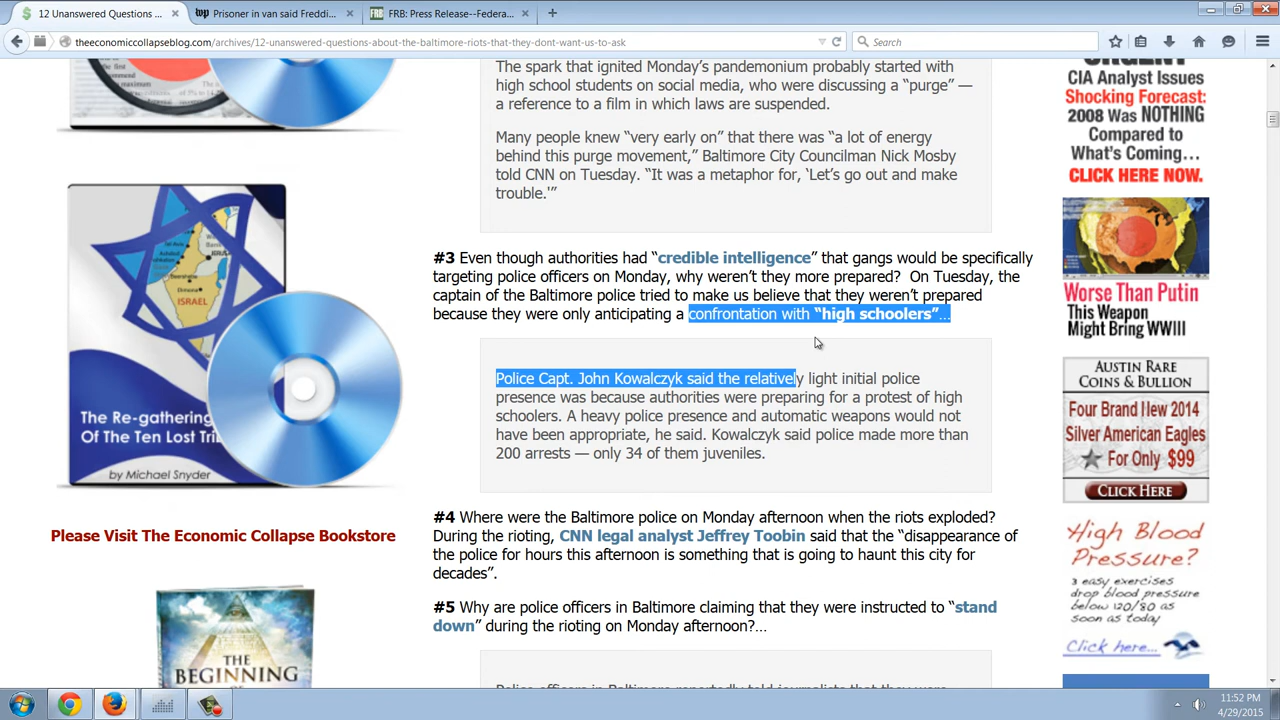 12 Unanswered Questions ...
Prisoner in van said Freddi...
FRB: Press Release--Federa...
theeconomiccollapseblog.com/archives/12-unanswered-questions-about-the-baltimore-riots-that-they-dont-want-us-to-ask
Search
The spark that ignited Monday's pandemonium probably started with
high school students on social media, who were discussing a “purge” —
a reference to a film in which laws are suspended.
Many people knew “very early on” that there was “a lot of energy
behind this purge movement,” Baltimore City Councilman Nick Mosby
told CNN on Tuesday. “It was a metaphor for, ‘Let’s go out and make
trouble.’”
#3 Even though authorities had “credible intelligence” that gangs would be specifically
targeting police officers on Monday, why weren’t they more prepared? On Tuesday, the
captain of the Baltimore police tried to make us believe that they weren’t prepared
because they were only anticipating a confrontation with “high schoolers”…
Police Capt. John Kowalczyk said the relatively light initial police
presence was because authorities were preparing for a protest of high
schoolers. A heavy police presence and automatic weapons would not
have been appropriate, he said. Kowalczyk said police made more than
200 arrests — only 34 of them juveniles.
#4 Where were the Baltimore police on Monday afternoon when the riots exploded?
During the rioting, CNN legal analyst Jeffrey Toobin said that the “disappearance of
the police for hours this afternoon is something that is going to haunt this city for
decades”.
#5 Why are police officers in Baltimore claiming that they were instructed to “stand
down” during the rioting on Monday afternoon?…
ISRAEL
The Re-gathering
Of The Ten Lost Tri
by Michael Snyder
Please Visit The Economic Collapse Bookstore
THE
BEGINNING
URGENT
CIA Analyst Issues
Shocking Forecast:
2008 Was NOTHING
Compared to
What's Coming...
CLICK HERE NOW.
Worse Than Putin
This Weapon
Might Bring WWIII
AUSTIN RARE
COINS & BULLION
Four Brand New 2014
Silver American Eagles
For Only $99
CLICK HERE
High Blood
Pressure?
3 easy exercises
drop blood pressure
below 120/80 as
soon as today
Click here...
11:52 PM
4/29/2015